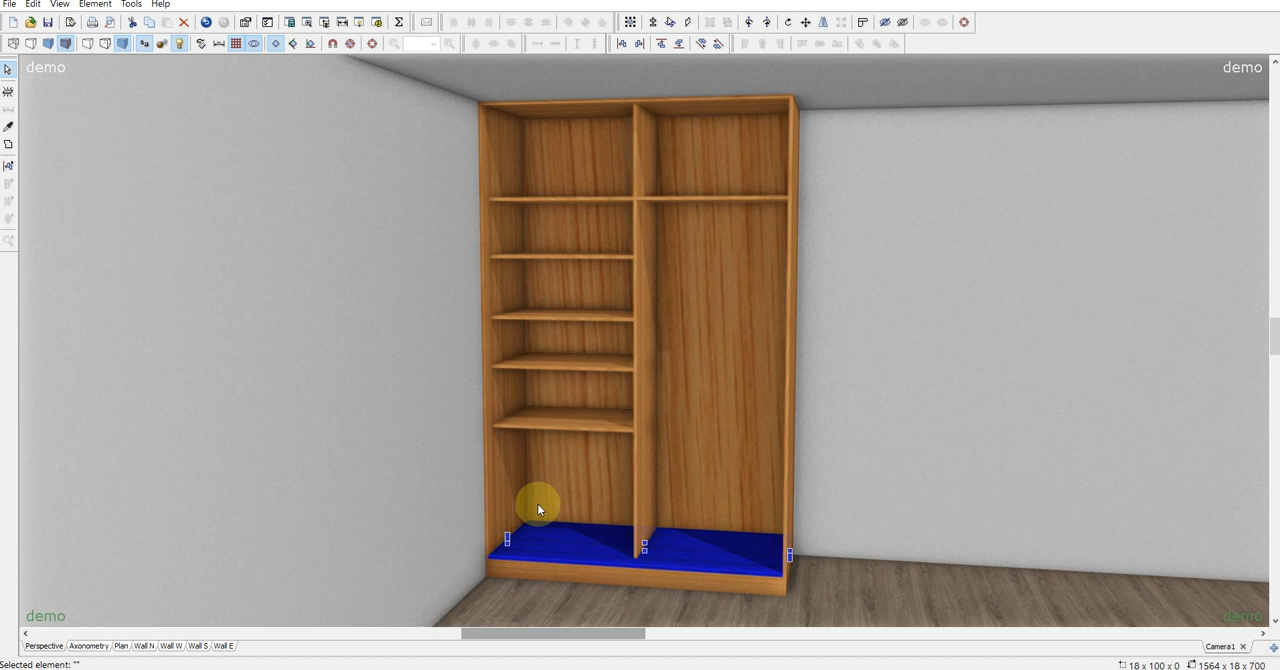 File Edit View Element Tools Help
demo
demo
demo
demo
Perspective Axonometry Plan Wall N Wall W Wall S Wall E
Camera1
Selected element: ""
18 x 100 x 0
1564 x 18 x 700